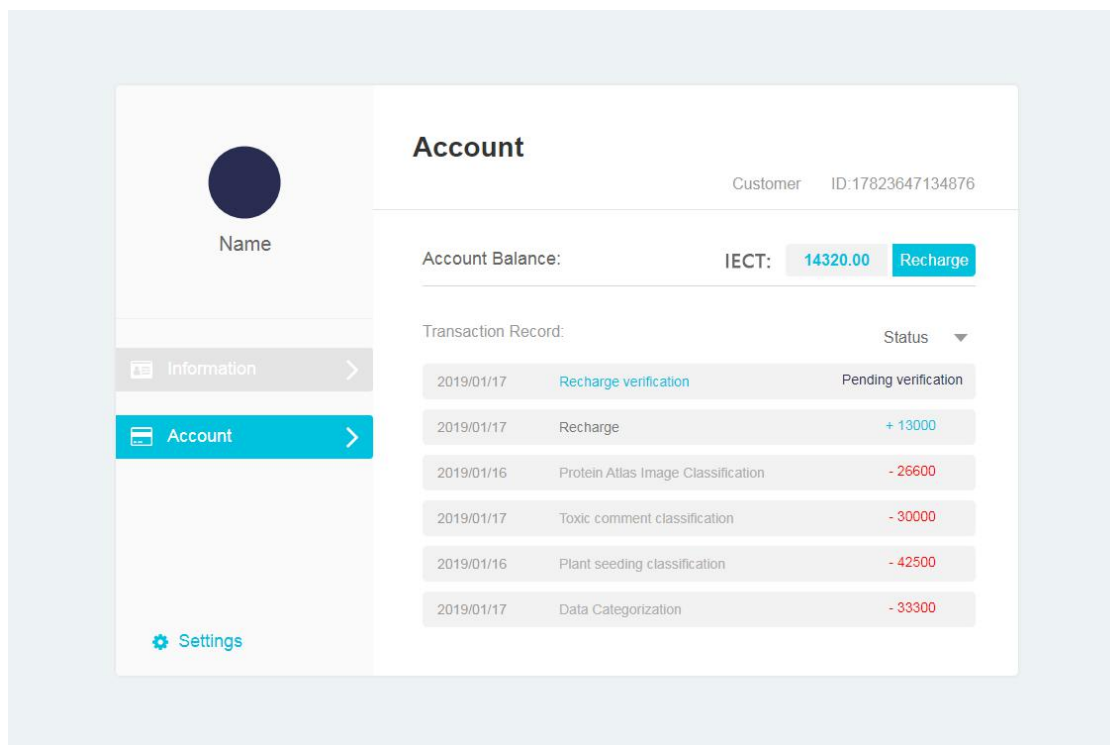 Account
Customer ID:17823647134876
Name
Account Balance: IECT: 14320.00 Recharge
Transaction Record: Status
Information
Account
2019/01/17 Recharge verification Pending verification
2019/01/17 Recharge + 13000
2019/01/16 Protein Atlas Image Classification - 26600
2019/01/17 Toxic comment classification - 30000
2019/01/16 Plant seeding classification - 42500
2019/01/17 Data Categorization - 33300
Settings